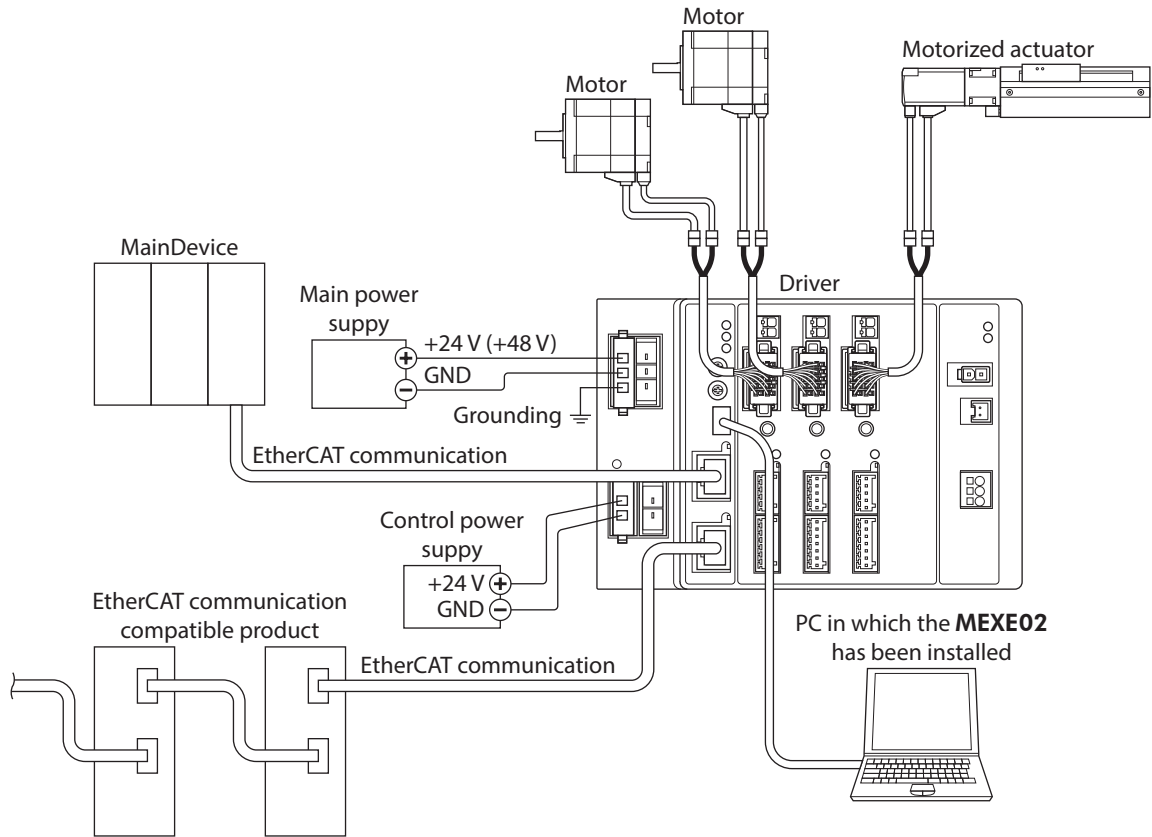 Motor
Motorized actuator
Motor
MainDevice
Driver
Main power
suppy
+24 V (+48 V)
GND
Grounding
EtherCAT communication
Control power
suppy
+24 V
GND
EtherCAT communication
compatible product
PC in which the MEXE02
has been installed
EtherCAT communication